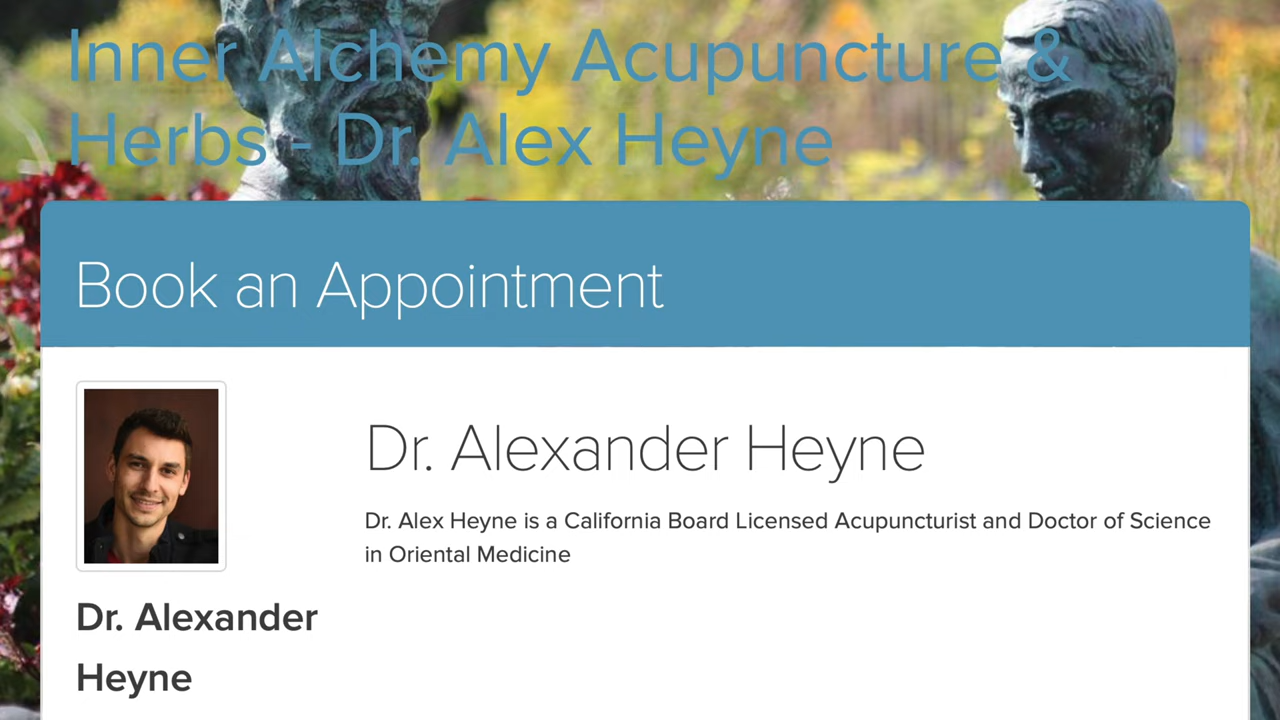 Inner Alchemy Acupuncture &
Herbs - Dr. Alex Heyne
Book an Appointment
Dr. Alexander Heyne
Dr. Alex Heyne is a California Board Licensed Acupuncturist and Doctor of Science
in Oriental Medicine
Dr. Alexander
Heyne